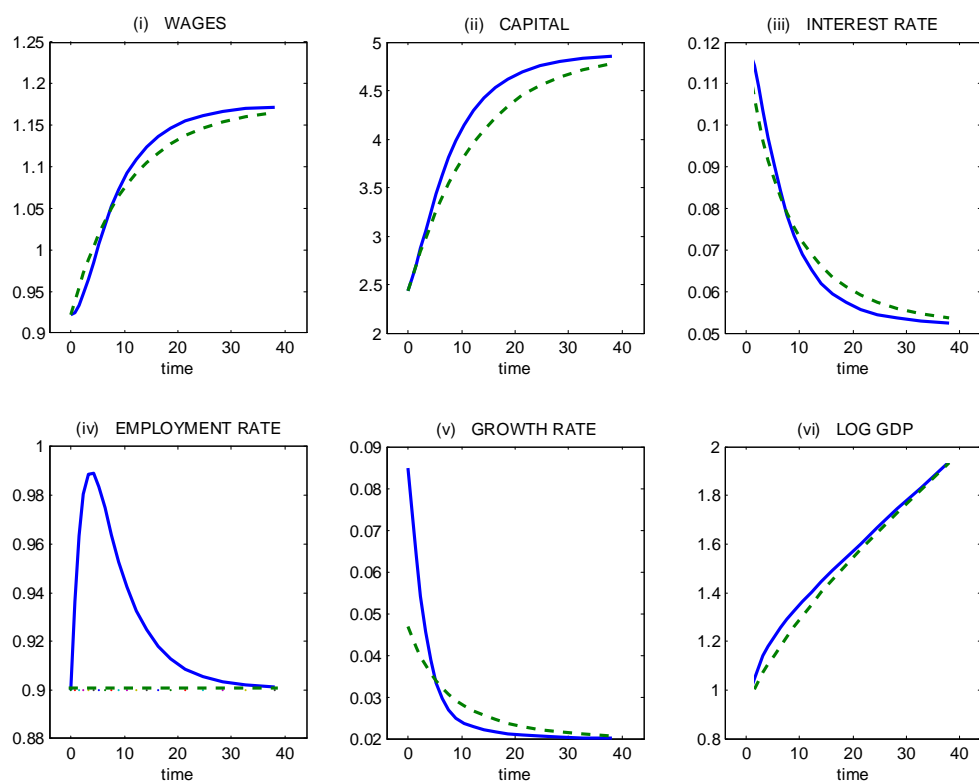 (i) WAGES
1.25
1.2
1.15
1.1
1.05
1
0.95
0.9
0 10 20 30 40
time
(ii) CAPITAL
5
4.5
4
3.5
3
2.5
2
0 10 20 30 40
time
(iii) INTEREST RATE
0.12
0.11
0.1
0.09
0.08
0.07
0.06
0.05
0 10 20 30 40
time
(iv) EMPLOYMENT RATE
1
0.98
0.96
0.94
0.92
0.9
0.88
0 10 20 30 40
time
(v) GROWTH RATE
0.09
0.08
0.07
0.06
0.05
0.04
0.03
0.02
0 10 20 30 40
time
(vi) LOG GDP
2
1.8
1.6
1.4
1.2
1
0.8
0 10 20 30 40
time